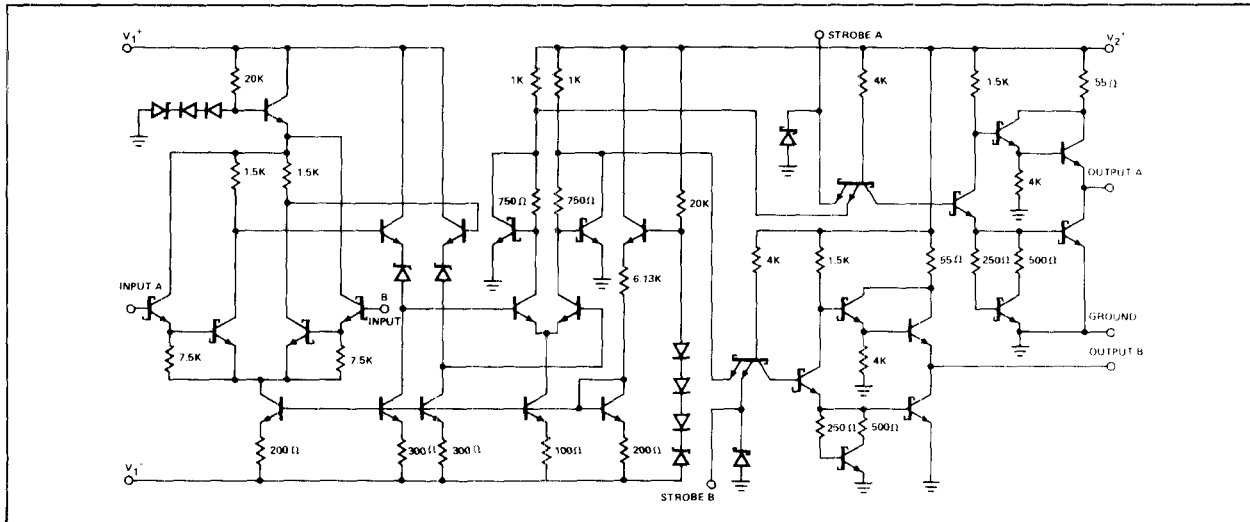 V1+
STROBE A
V2+
20K
1K
1K
4K
1.5K
55Ω
1.5K
1.5K
4K
OUTPUT A
750Ω
750Ω
20K
4K
1.5K
55Ω
250Ω
500Ω
6.13K
INPUT A
B
INPUT
GROUND
OUTPUT B
7.5K
7.5K
4K
200Ω
300Ω
300Ω
100Ω
200Ω
250Ω
500Ω
V1-
STROBE B